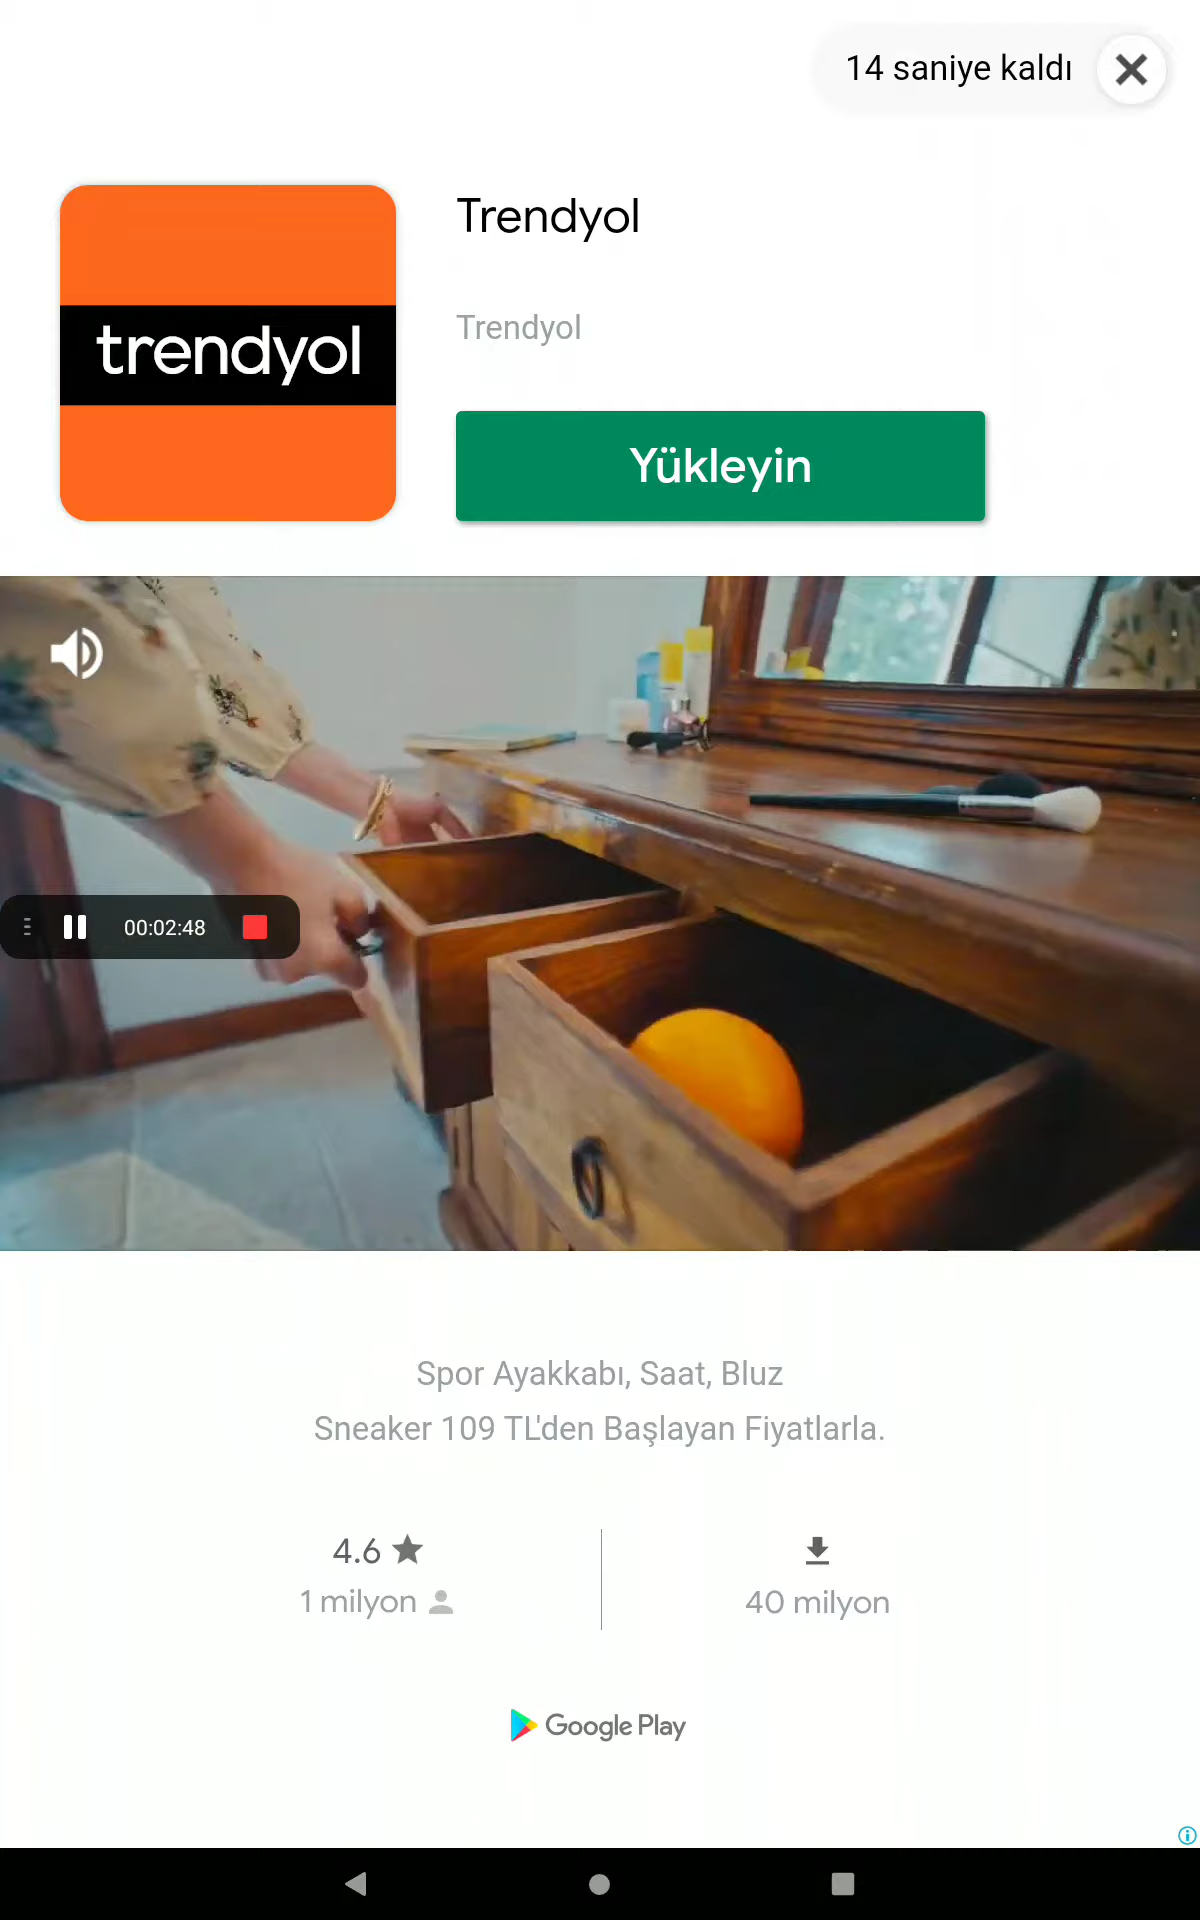 14 saniye kaldı
trendyol
Trendyol
Trendyol
Yükleyin
00:02:48
Spor Ayakkabı, Saat, Bluz
Sneaker 109 TL'den Başlayan Fiyatlarla.
4.6
1 milyon
40 milyon
Google Play